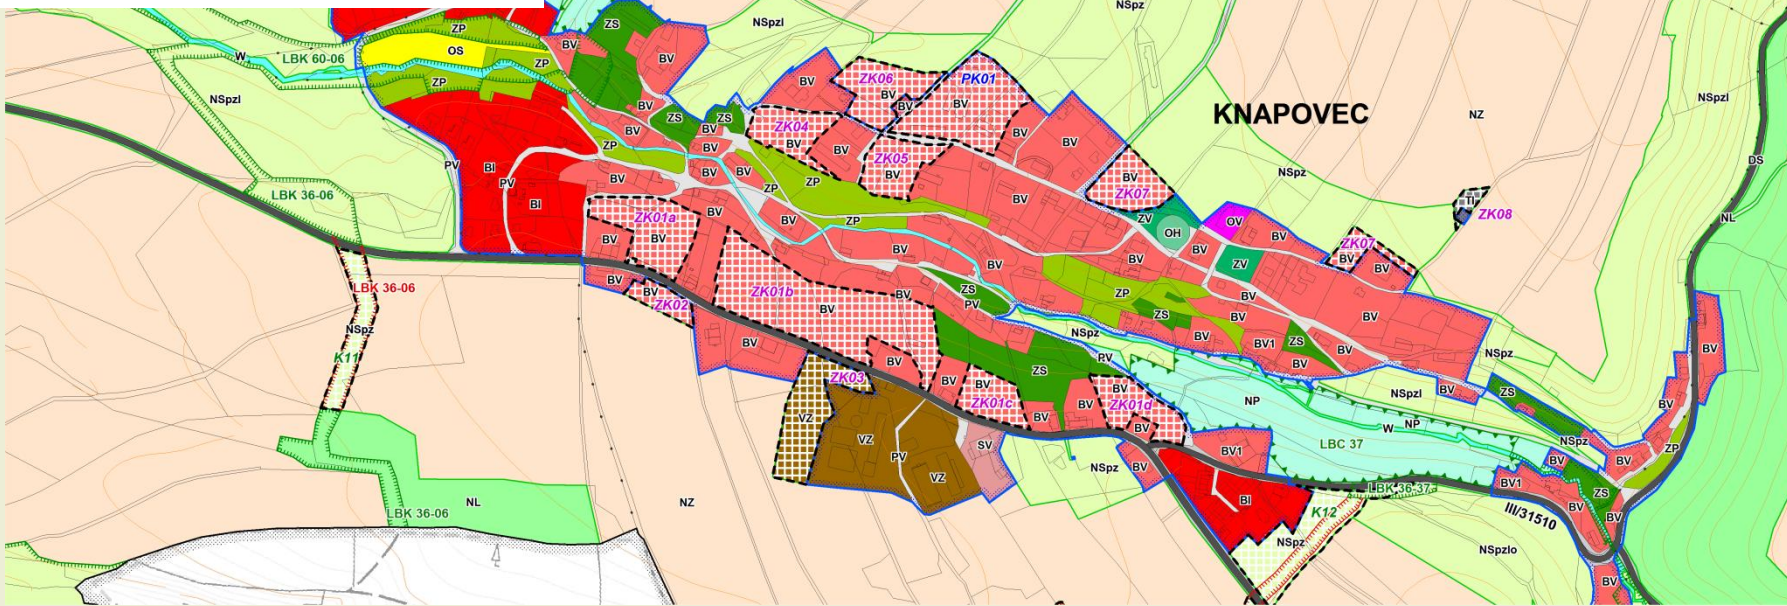 NSpz
ZS
NSpzl
ZP
BV
W
LBK 60-06
OS
ZP
BV
ZP
NSpzl
NSpzl
BV
ZK06
BV
BV
PK01
BV
KNAPOVEC
NZ
BV
ZS
ZS
BV
ZK04
BV
BV
BV
BV
BV
ZP
BV
ZK05
BV
DS
PV
BI
PV
BV
BV
BV
ZP
ZP
BV
BV
ZK07
NSpz
TI
ZK08
LBK 36-06
BI
ZK01a
BV
BV
BV
BV
ZP
BV
ZV
OV
OH
BV
NL
BV
BV
BV
ZV
ZK07
BV
BV
LBK 36-06
BV
BV
ZK02
ZK01b
BV
BV
ZS
PV
ZP
BV
NSpz
K11
BV
BV
NSpz
ZS
BV
BV1
ZS
BV
BV
BV
NSpz
BV
ZK03
BV
BV
PV
ZS
BV
ZK01c
BV
ZK01d
NP
NSpzl
BV
ZS
VZ
BV
BV
W
NP
BV
VZ
SV
LBC 37
NSpz
ZP
PV
VZ
NSpz
BV
BV1
BV
NL
NZ
BI
LBK 36-37
BV1
ZS
LBK 36-06
K12
III/31510
BV
BV
NSpz
NSpzlo
BV